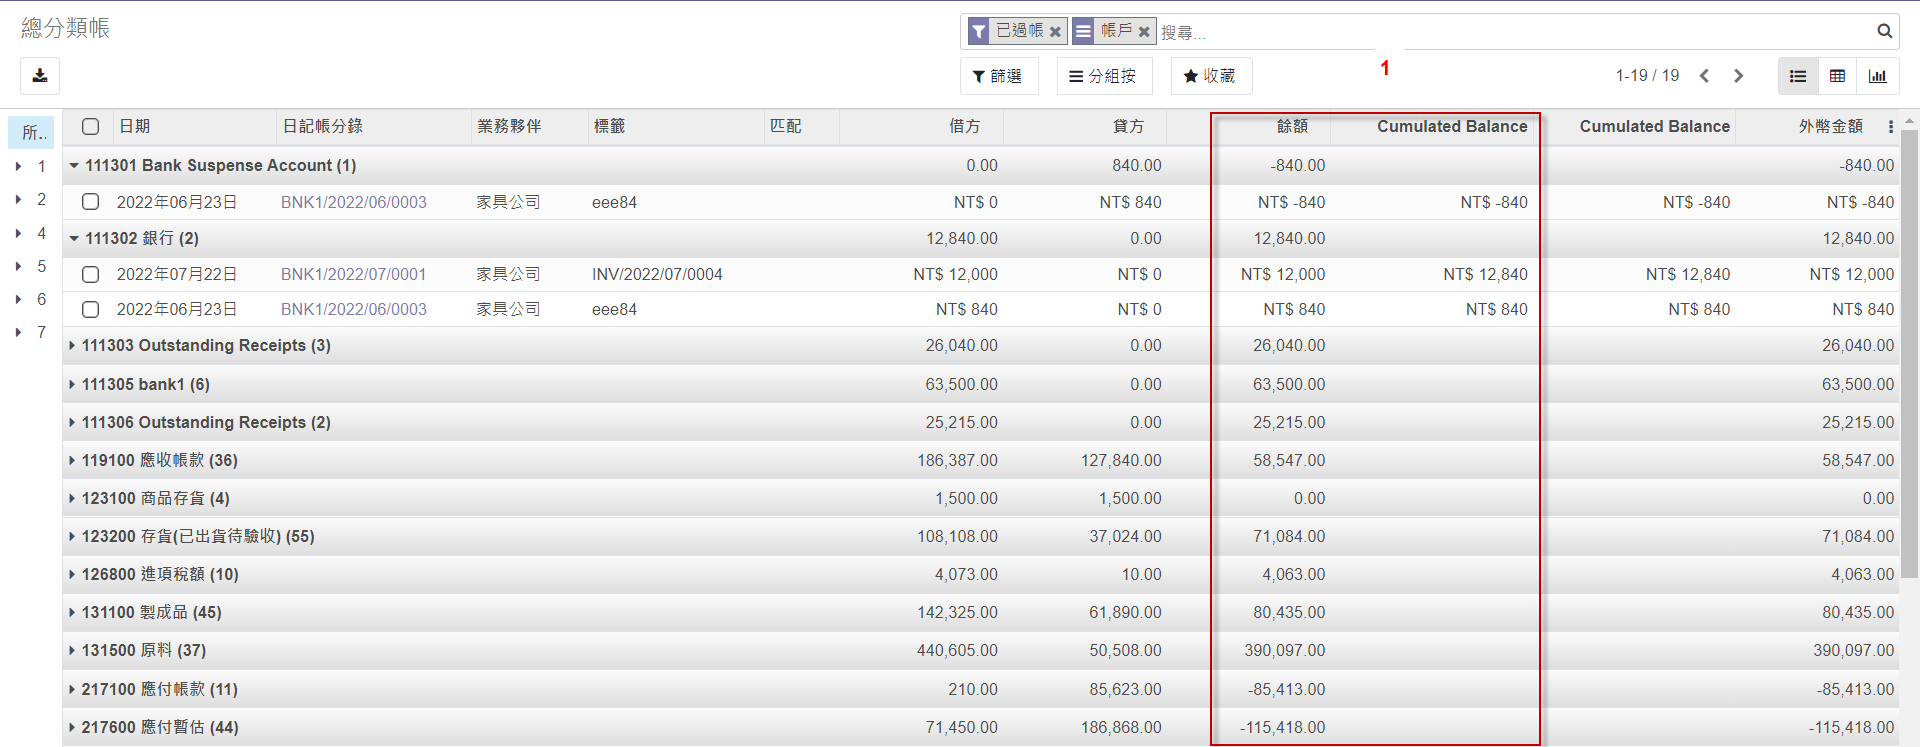 總分類帳
已過帳 帳戶 搜尋...
篩選 分組按 收藏 1 1-19 / 19
所.. 日期 日記帳分錄 業務夥伴 標籤 匹配 借方 貸方 餘額 Cumulated Balance Cumulated Balance 外幣金額
1 111301 Bank Suspense Account (1) 0.00 840.00 -840.00 -840.00
2 2022年06月23日 BNK1/2022/06/0003 家具公司 eee84 NT$ 0 NT$ 840 NT$ -840 NT$ -840 NT$ -840 NT$ -840
4 111302 銀行 (2) 12,840.00 0.00 12,840.00 12,840.00
5 2022年07月22日 BNK1/2022/07/0001 家具公司 INV/2022/07/0004 NT$ 12,000 NT$ 0 NT$ 12,000 NT$ 12,840 NT$ 12,840 NT$ 12,000
6 2022年06月23日 BNK1/2022/06/0003 家具公司 eee84 NT$ 840 NT$ 0 NT$ 840 NT$ 840 NT$ 840 NT$ 840
7 111303 Outstanding Receipts (3) 26,040.00 0.00 26,040.00 26,040.00
111305 bank1 (6) 63,500.00 0.00 63,500.00 63,500.00
111306 Outstanding Receipts (2) 25,215.00 0.00 25,215.00 25,215.00
119100 應收帳款 (36) 186,387.00 127,840.00 58,547.00 58,547.00
123100 商品存貨 (4) 1,500.00 1,500.00 0.00 0.00
123200 存貨(已出貨待驗收) (55) 108,108.00 37,024.00 71,084.00 71,084.00
126800 進項稅額 (10) 4,073.00 10.00 4,063.00 4,063.00
131100 製成品 (45) 142,325.00 61,890.00 80,435.00 80,435.00
131500 原料 (37) 440,605.00 50,508.00 390,097.00 390,097.00
217100 應付帳款 (11) 210.00 85,623.00 -85,413.00 -85,413.00
217600 應付暫估 (44) 71,450.00 186,868.00 -115,418.00 -115,418.00